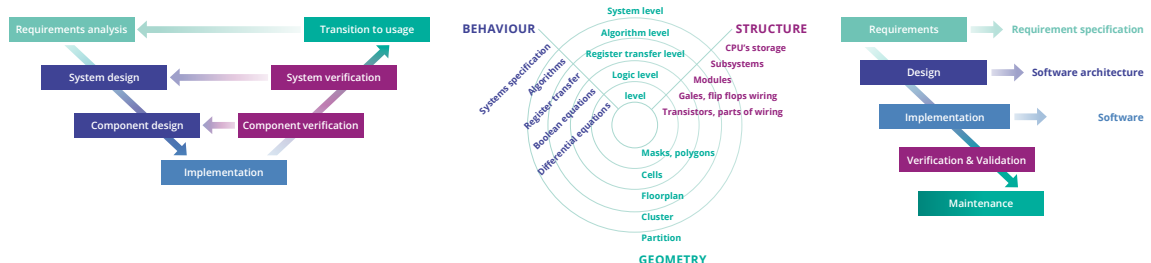 Requirements analysis
Transition to usage
System design
System verification
Component design
Component verification
Implementation
BEHAVIOUR
STRUCTURE
System level
Algorithm level
Register transfer level
Logic level
level
Systems specification
Algorithms
Register transfer
Boolean equations
Differential equations
CPU's storage
Subsystems
Modules
Gales, flip flops wiring
Transistors, parts of wiring
Masks, polygons
Cells
Floorplan
Cluster
Partition
GEOMETRY
Requirements
Requirement specification
Design
Software architecture
Implementation
Software
Verification & Validation
Maintenance